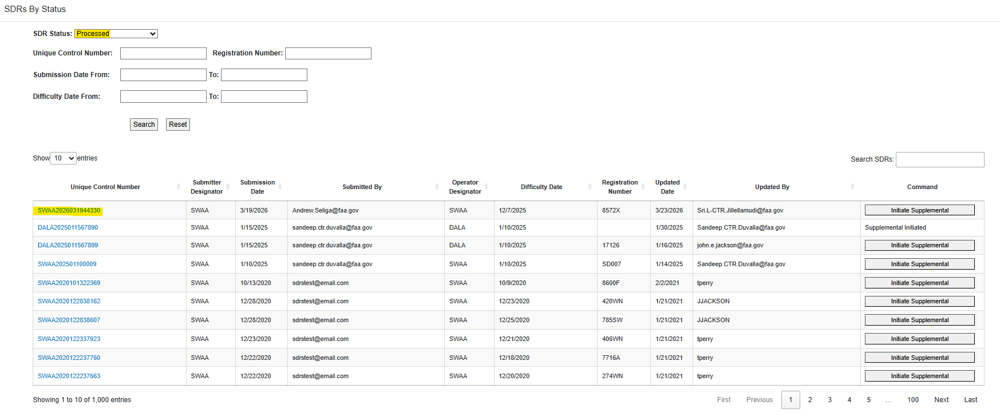 SDRs By Status
SDR Status: Processed
Unique Control Number: Registration Number:
Submission Date From: To:
Difficulty Date From: To:
Search Reset
Show 10 entries Search SDRs:
Unique Control Number Submitter Designator Submission Date Submitted By Operator Designator Difficulty Date Registration Number Updated Date Updated By Command
SWAA2026031944330 SWAA 3/19/2026 Andrew.Seliga@faa.gov SWAA 12/7/2025 8572X 3/23/2026 Sri.L-CTR.Jillellamudi@faa.gov Initiate Supplemental
DALA2025011567890 SWAA 1/15/2025 sandeep.ctr.duvalla@faa.gov DALA 1/10/2025 1/30/2025 Sandeep.CTR.Duvalla@faa.gov Supplemental Initiated
DALA2025011567899 SWAA 1/15/2025 sandeep.ctr.duvalla@faa.gov DALA 1/10/2025 17126 1/16/2025 john.e.jackson@faa.gov Initiate Supplemental
SWAA202501100009 SWAA 1/10/2025 sandeep.ctr.duvalla@faa.gov SWAA 1/10/2025 SD007 1/14/2025 Sandeep.CTR.Duvalla@faa.gov Initiate Supplemental
SWAA2020101322369 SWAA 10/13/2020 sdrstest@email.com SWAA 10/9/2020 8600F 2/2/2021 tperry Initiate Supplemental
SWAA2020122838162 SWAA 12/28/2020 sdrstest@email.com SWAA 12/23/2020 420WN 1/21/2021 JJACKSON Initiate Supplemental
SWAA2020122838607 SWAA 12/28/2020 sdrstest@email.com SWAA 12/25/2020 785SW 1/21/2021 JJACKSON Initiate Supplemental
SWAA2020122337923 SWAA 12/23/2020 sdrstest@email.com SWAA 12/21/2020 406WN 1/21/2021 tperry Initiate Supplemental
SWAA2020122237760 SWAA 12/22/2020 sdrstest@email.com SWAA 12/18/2020 7716A 1/21/2021 tperry Initiate Supplemental
SWAA2020122237663 SWAA 12/22/2020 sdrstest@email.com SWAA 12/20/2020 274WN 1/21/2021 tperry Initiate Supplemental
Showing 1 to 10 of 1,000 entries First Previous 1 2 3 4 5 ... 100 Next Last